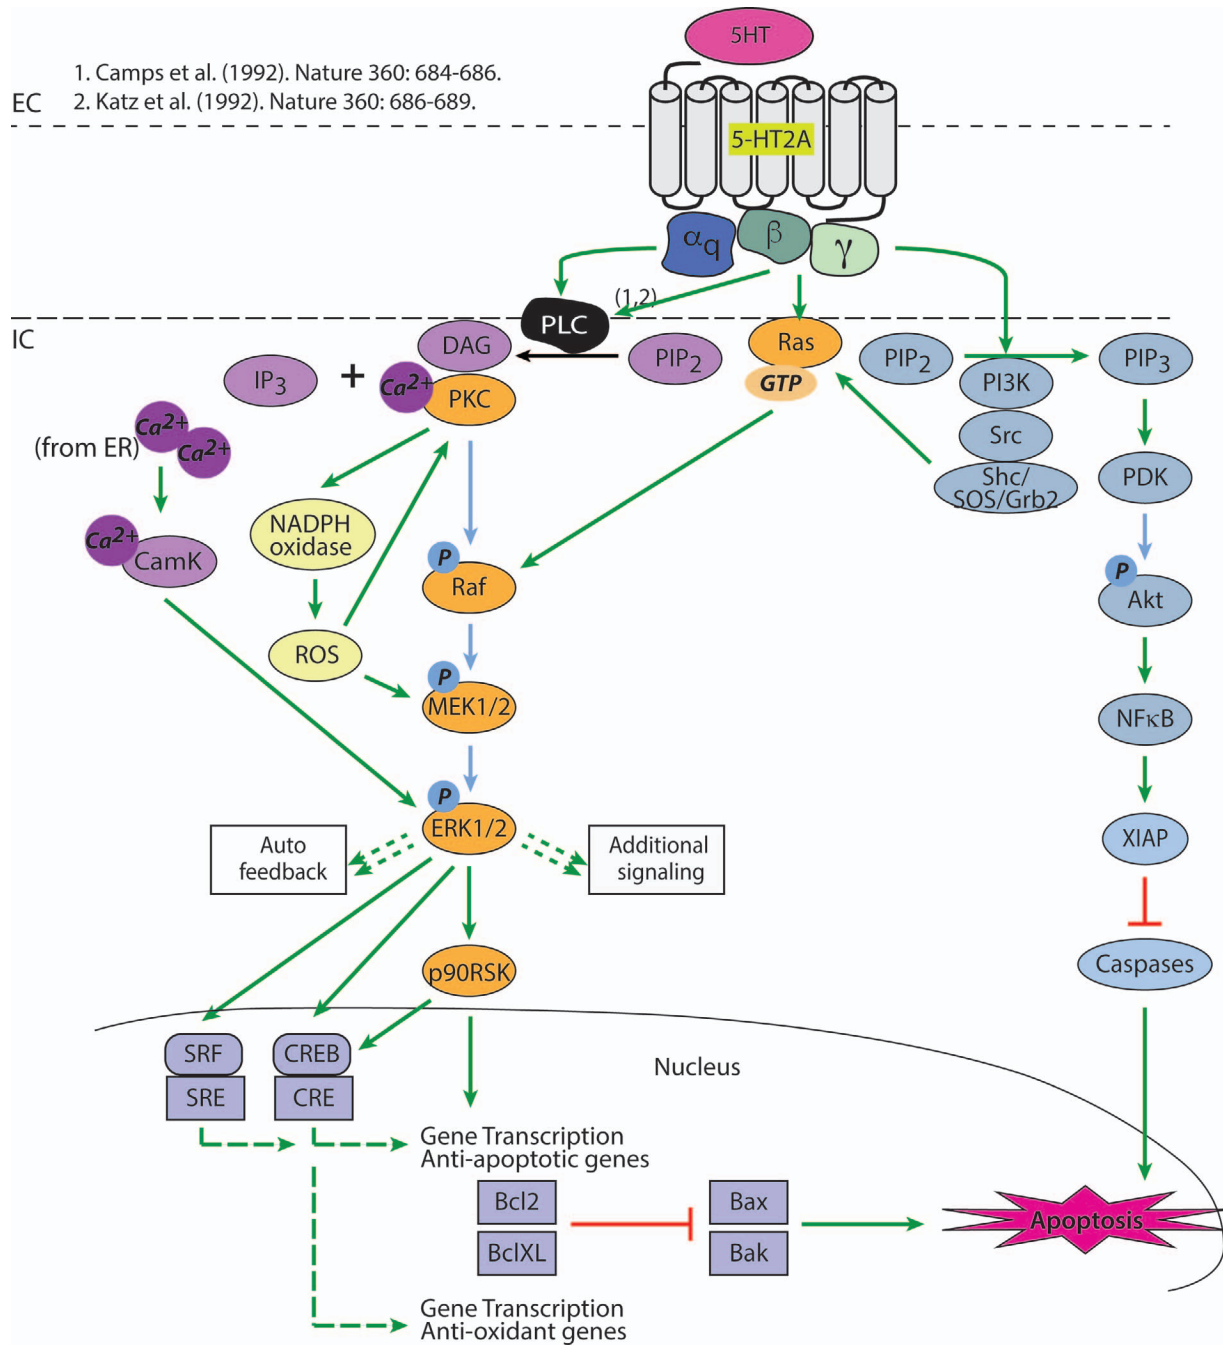 5HT
1. Camps et al. (1992). Nature 360: 684-686.
EC
2. Katz et al. (1992). Nature 360: 686-689.
5-HT2A
αq
β
γ
(1,2)
IC
PLC
DAG
PIP2
Ras
PIP2
PIP3
IP3
+
Ca2+
PKC
GTP
PI3K
Ca2+
(from ER)
Ca2+
Src
Shc/
SOS/Grb2
PDK
NADPH
oxidase
Ca2+
CamK
P
Raf
P
Akt
ROS
P
MEK1/2
NFκB
P
ERK1/2
Auto
feedback
Additional
signaling
XIAP
p90RSK
Caspases
SRF
CREB
Nucleus
SRE
CRE
Gene Transcription
Anti-apoptotic genes
Bcl2
Bax
Apoptosis
BclXL
Bak
Gene Transcription
Anti-oxidant genes